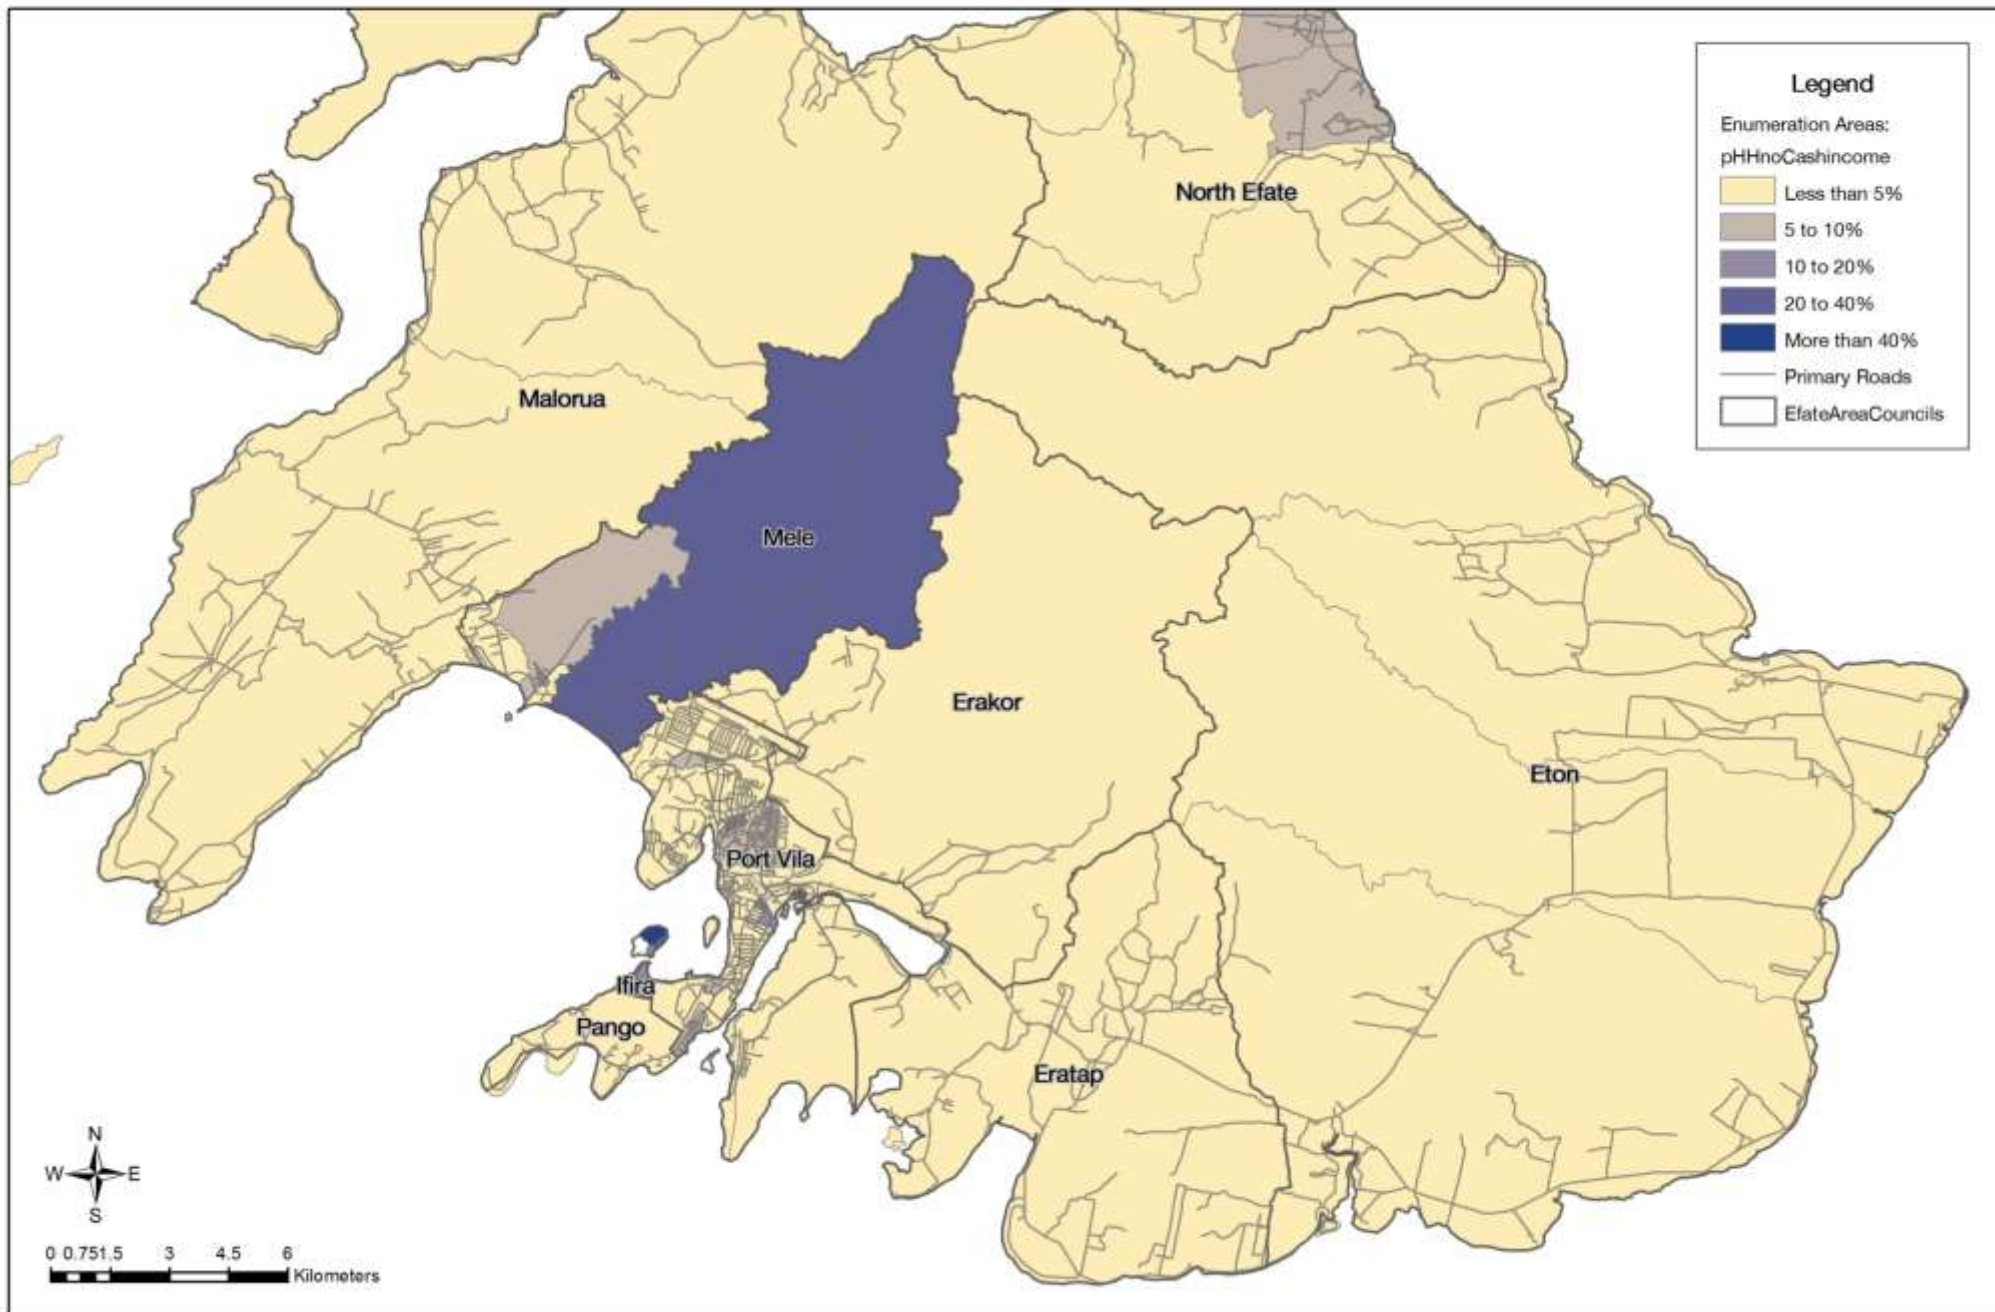 Legend
Enumeration Areas:
pHHnoCashincome
Less than 5%
5 to 10%
10 to 20%
20 to 40%
More than 40%
Primary Roads
EfateAreaCouncils
North Efate
Malorua
Mele
Erakor
Eton
Port Vila
Ifira
Pango
Eratap
N
W E
S
0 0.751.5 3 4.5 6
Kilometers